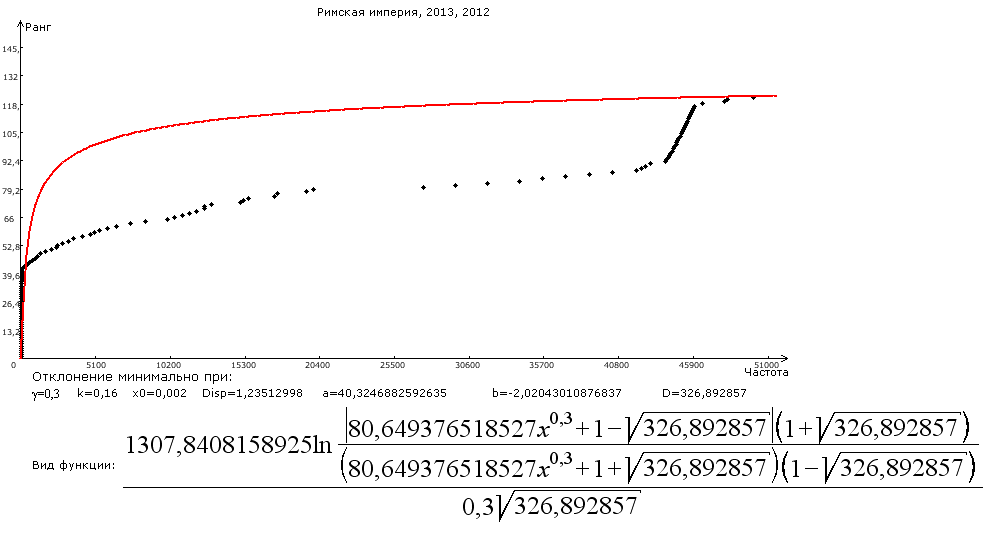 Римская империя, 2013, 2012
Ранг
145,
132
118,
105,
92,4
79,2
66
52,8
39,6
26,4
13,2
0 5100 10200 15300 20400 25500 30600 35700 40800 45900 51000
Частота
Отклонение минимально при:
γ=0,3 k=0,16 x0=0,002 Disp=1,23512998 a=40,3246882592635 b=-2,02043010876837 D=326,892857
Вид функции:
1307,8408158925ln
|80,649376518527x^0,3+1-√326,892857|(1+√326,892857)
(80,649376518527x^0,3+1+√326,892857)(1-√326,892857)
0,3√326,892857